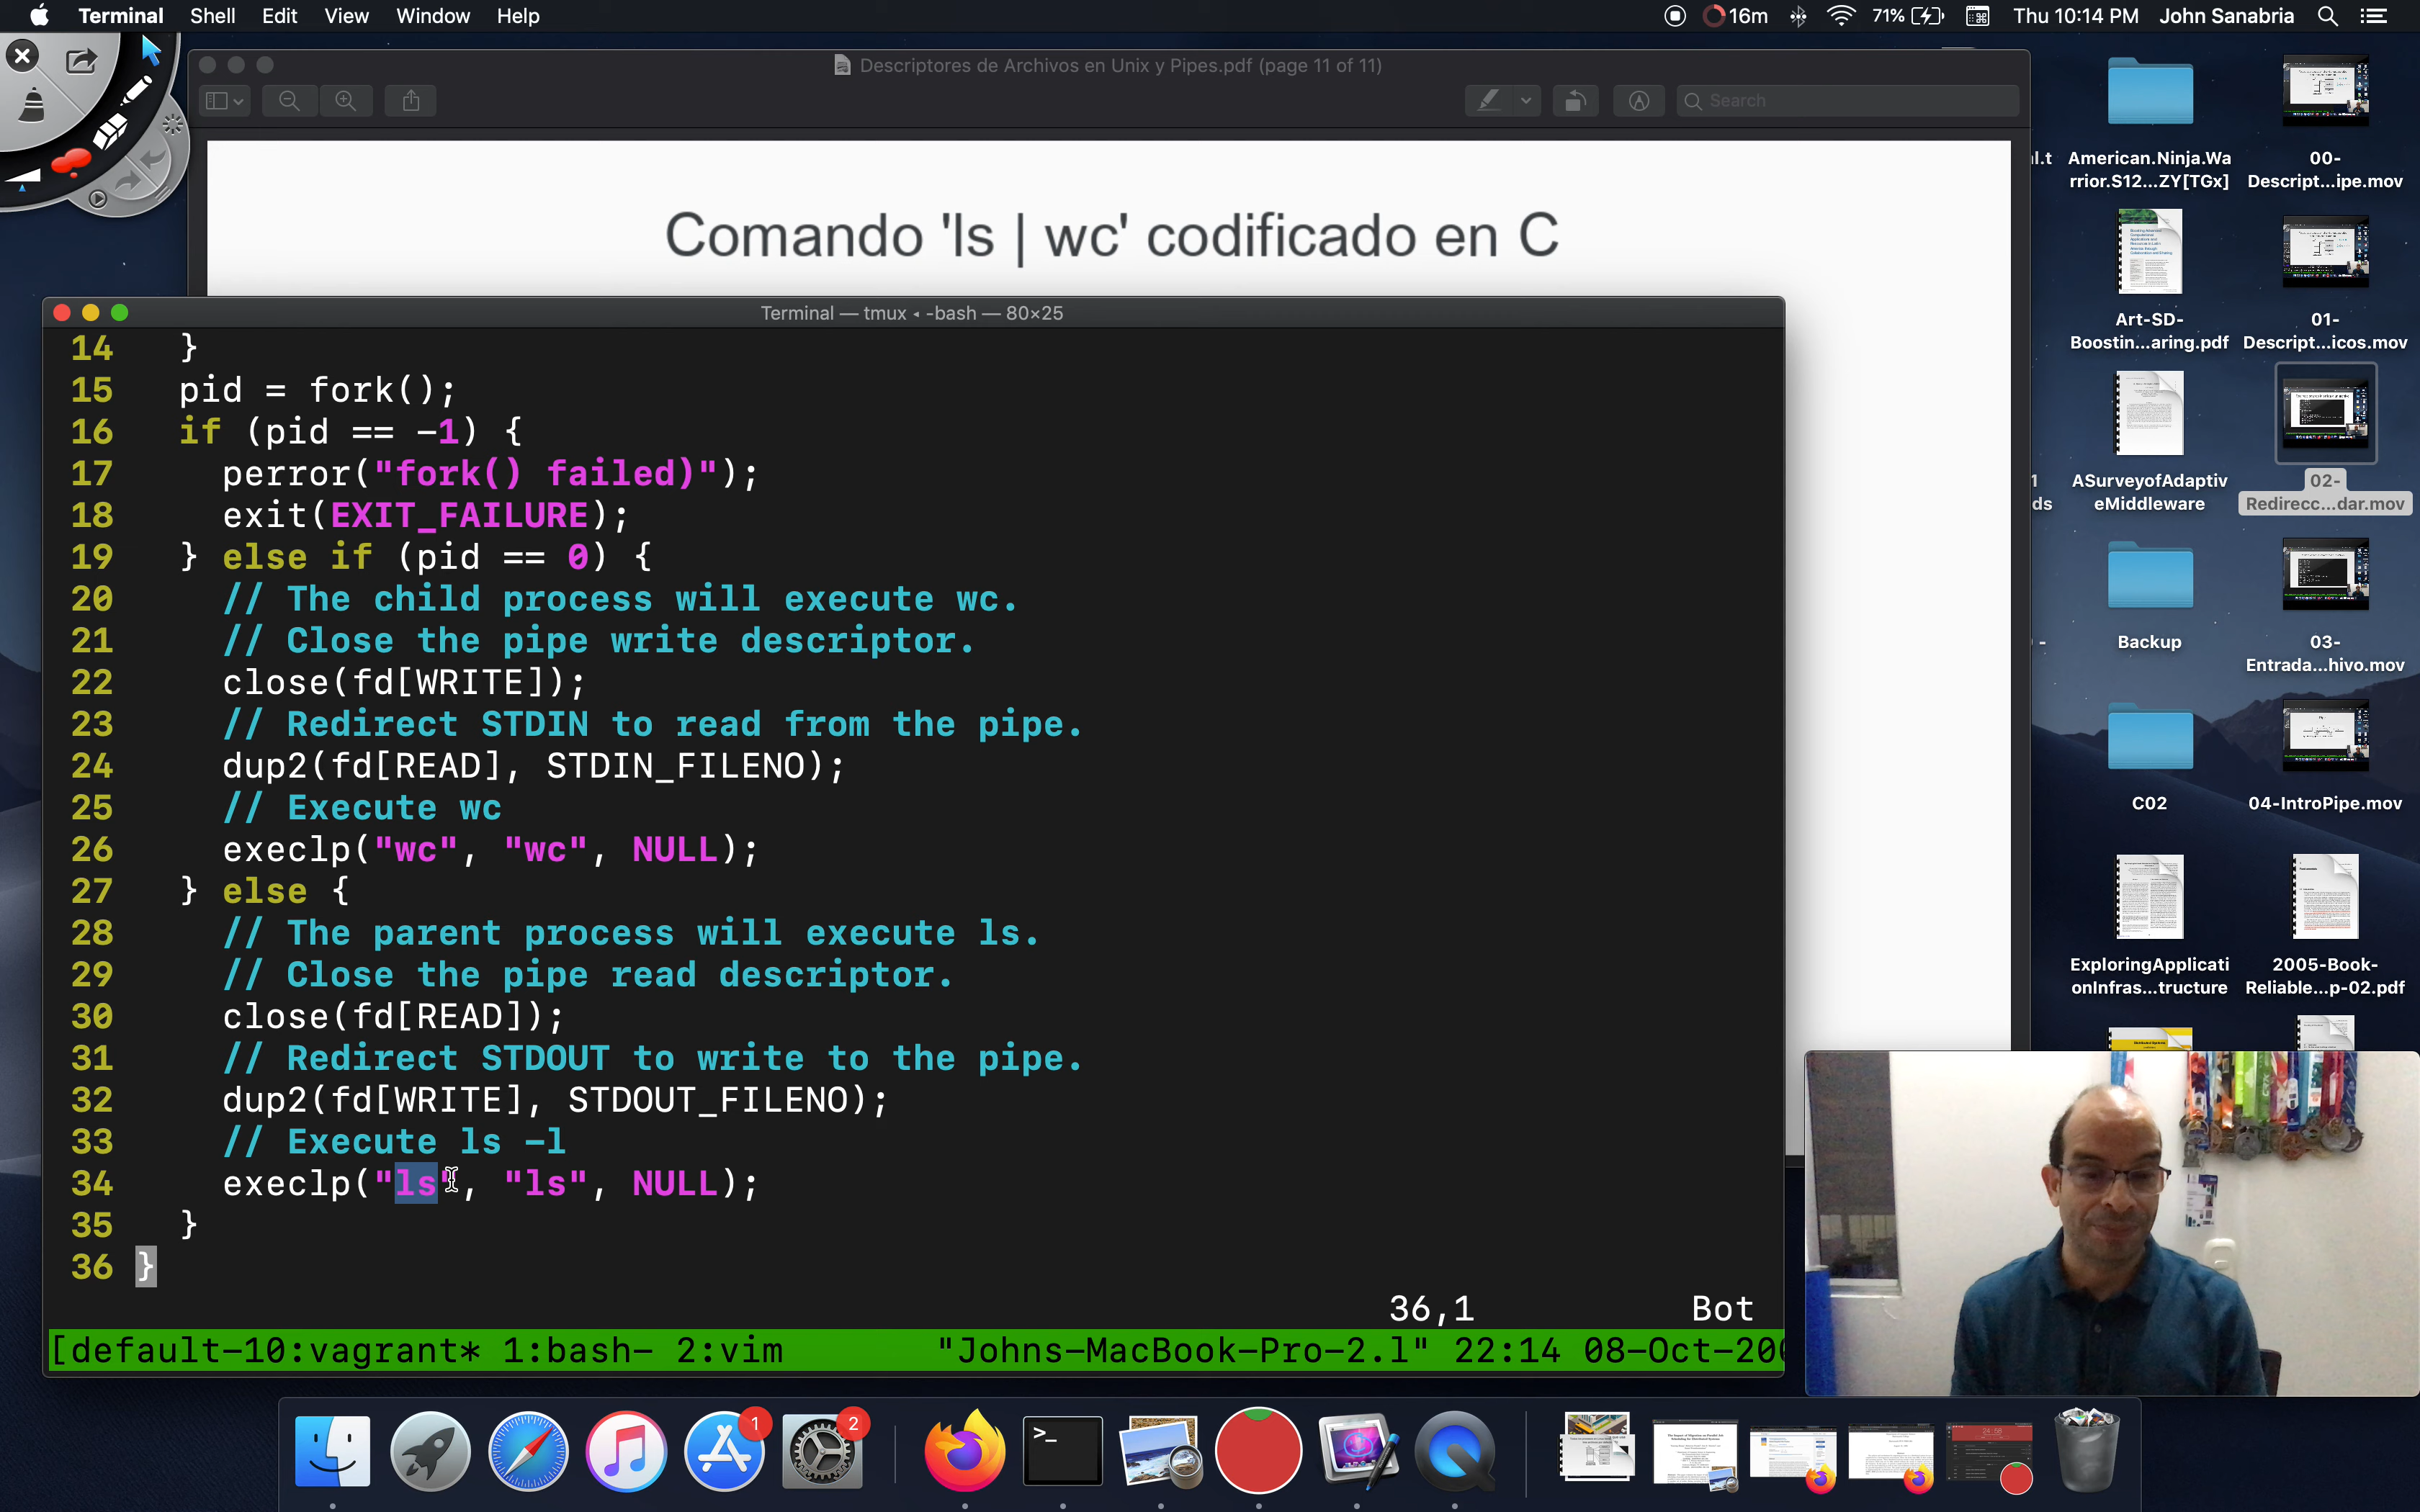 Terminal Shell Edit View Window Help
16m 71% Thu 10:14 PM John Sanabria
Descriptores de Archivos en Unix y Pipes.pdf (page 11 of 11)
Search
Comando 'ls | wc' codificado en C
Terminal — tmux ◂ -bash — 80×25
14 }
15 pid = fork();
16 if (pid == -1) {
17 perror("fork() failed)");
18 exit(EXIT_FAILURE);
19 } else if (pid == 0) {
20 // The child process will execute wc.
21 // Close the pipe write descriptor.
22 close(fd[WRITE]);
23 // Redirect STDIN to read from the pipe.
24 dup2(fd[READ], STDIN_FILENO);
25 // Execute wc
26 execlp("wc", "wc", NULL);
27 } else {
28 // The parent process will execute ls.
29 // Close the pipe read descriptor.
30 close(fd[READ]);
31 // Redirect STDOUT to write to the pipe.
32 dup2(fd[WRITE], STDOUT_FILENO);
33 // Execute ls -l
34 execlp("ls", "ls", NULL);
35 }
36 }
36,1 Bot
[default-10:vagrant* 1:bash- 2:vim "Johns-MacBook-Pro-2.l" 22:14 08-Oct-20
l.t
American.Ninja.Wa
rrior.S12...ZY[TGx]
00-
Descript...ipe.mov
Art-SD-
Boostin...aring.pdf
01-
Descript...icos.mov
1
ds
ASurveyofAdaptiv
eMiddleware
02-
Redirecc...dar.mov
-
Backup
03-
Entrada...hivo.mov
C02
04-IntroPipe.mov
ExploringApplicati
onInfras...tructure
2005-Book-
Reliable...p-02.pdf
1
2
>_